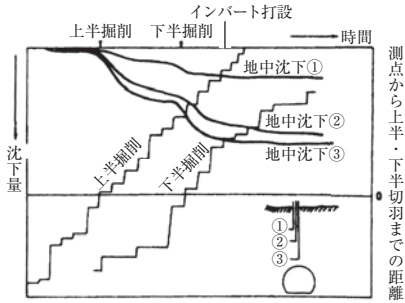 インバート打設
上半掘削
下半掘削
時間
地中沈下①
地中沈下②
地中沈下③
沈下量
上半掘削
下半掘削
0
①
②
③
測点から上半・下半切羽までの距離